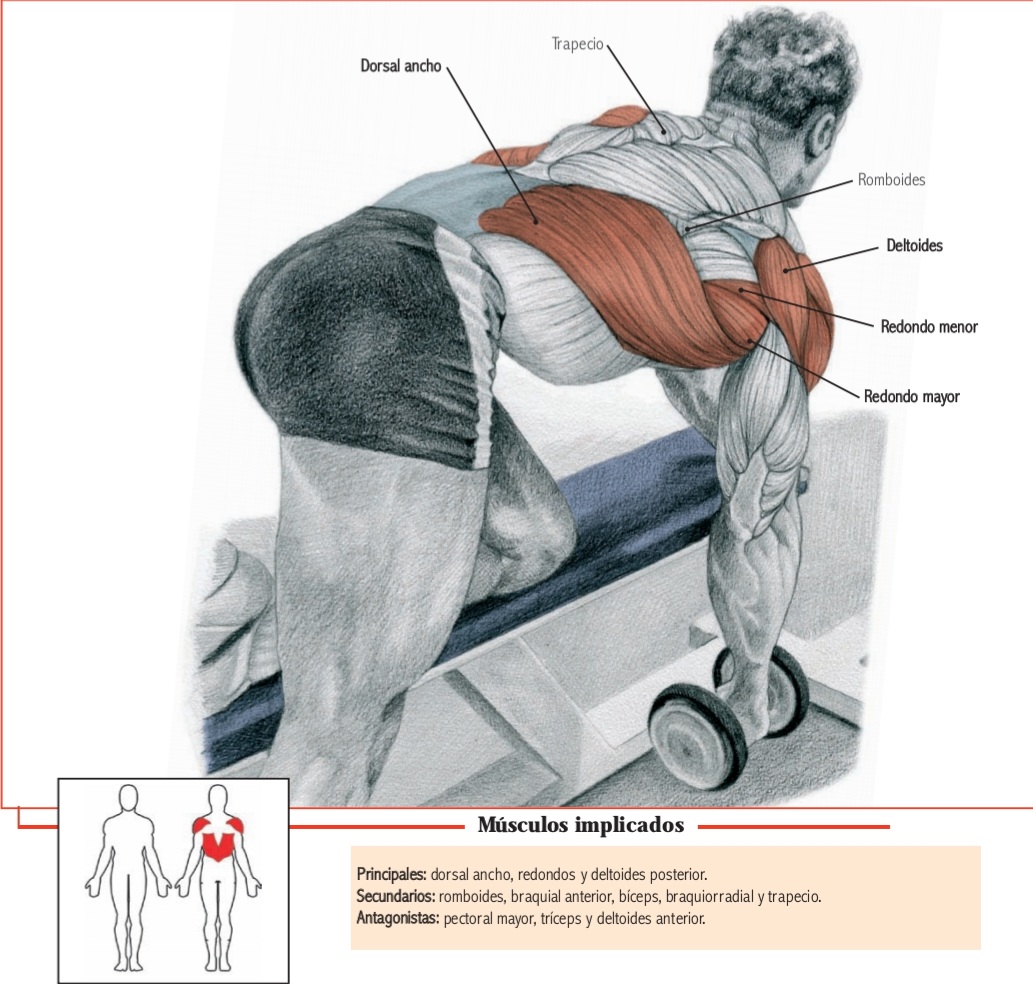 Trapecio
Dorsal ancho
Romboides
Deltoides
Redondo menor
Redondo mayor
Músculos implicados
Principales: dorsal ancho, redondos y deltoides posterior.
Secundarios: romboides, braquial anterior, bíceps, braquiorradial y trapecio.
Antagonistas: pectoral mayor, tríceps y deltoides anterior.